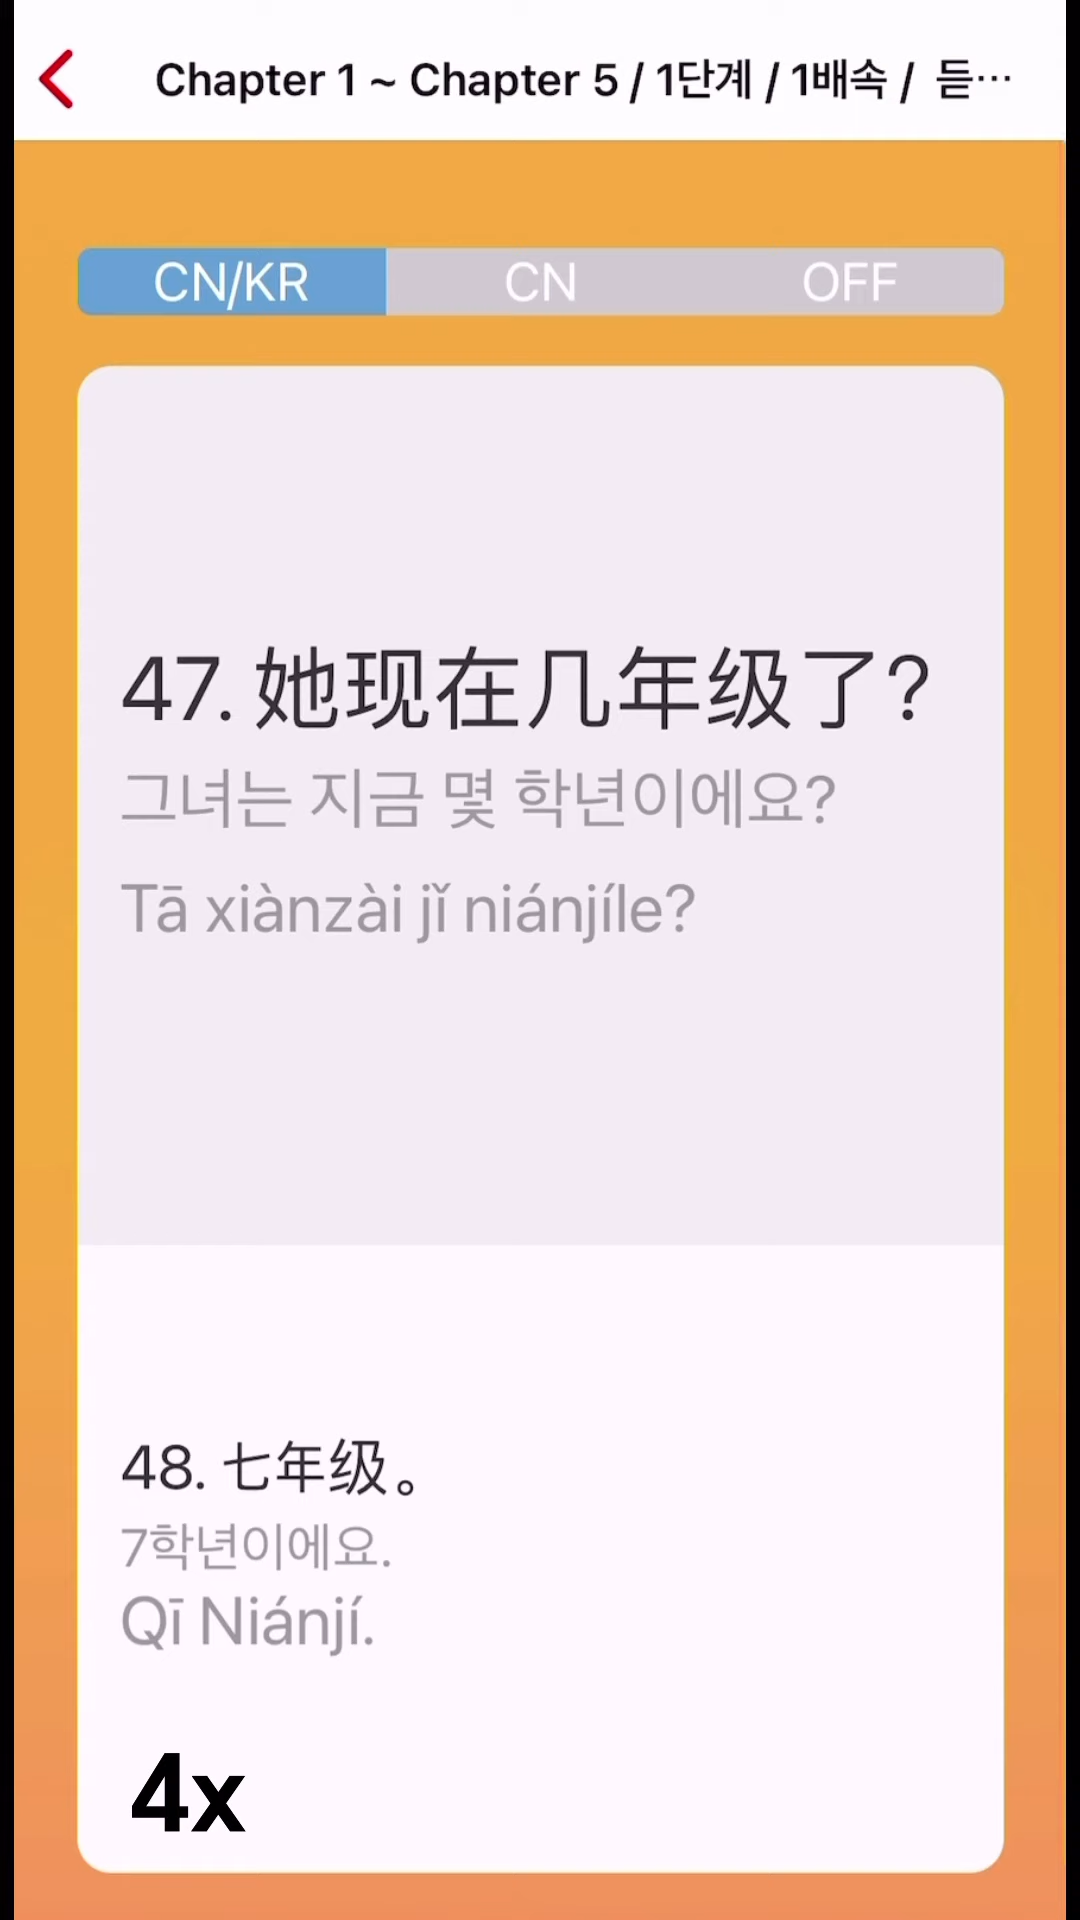 Chapter 1 ~ Chapter 5 / 1단계 / 1배속 / 듣…
CN/KR
CN
OFF
47. 她现在几年级了?
그녀는 지금 몇 학년이에요?
Tā xiànzài jǐ niánjíle?
48. 七年级。
7학년이에요.
Qī Niánjí.
4x